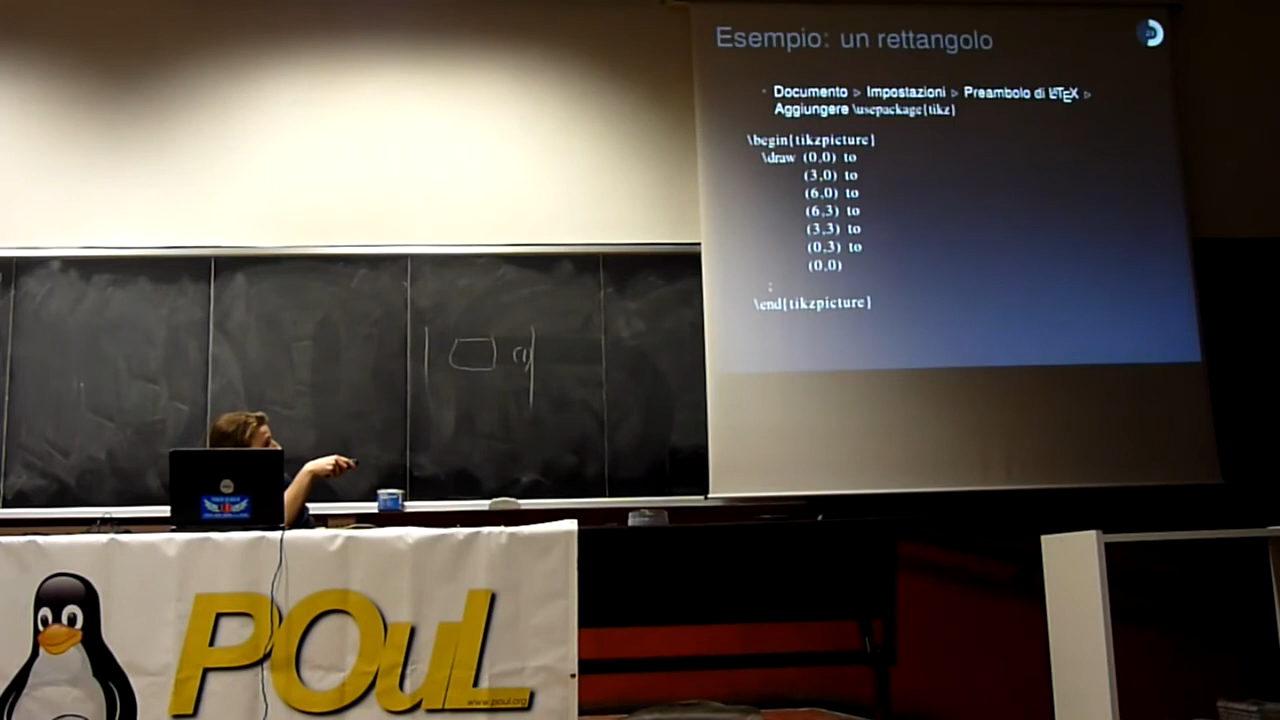 Esempio: un rettangolo
Documento ▹ Impostazioni ▹ Preambolo di LATEX ▹
Aggiungere \usepackage{tikz}
\begin{tikzpicture}
\draw (0,0) to
(3,0) to
(6,0) to
(6,3) to
(3,3) to
(0,3) to
(0,0)
;
\end{tikzpicture}
POuL
www.poul.org